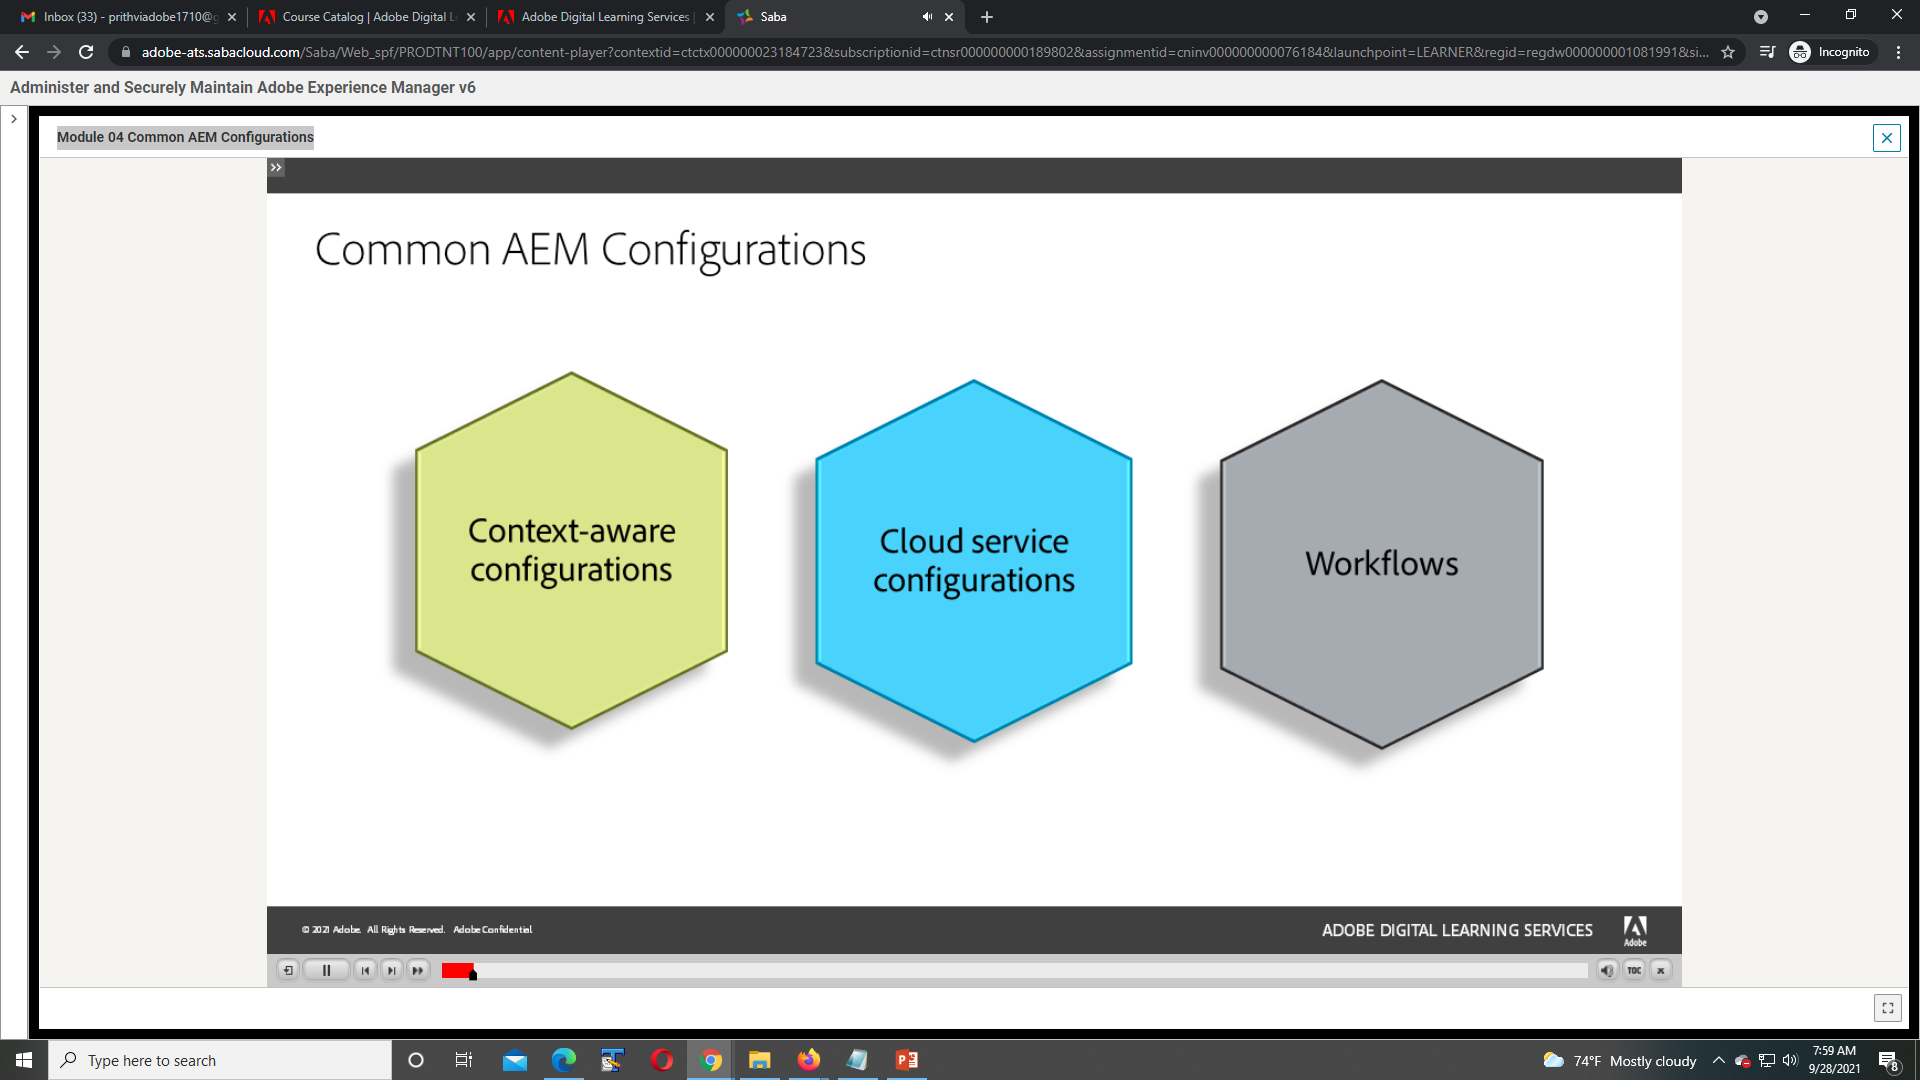 Inbox (33) - prithviadobe1710@g
Course Catalog | Adobe Digital L
Adobe Digital Learning Services |
Saba
adobe-ats.sabacloud.com/Saba/Web_spf/PRODTNT100/app/content-player?contextid=ctctx000000023184723&subscriptionid=ctnsr0000000000189802&assignmentid=cninv000000000076184&launchpoint=LEARNER&regid=regdw000000001081991&si...
Incognito
Administer and Securely Maintain Adobe Experience Manager v6
Module 04 Common AEM Configurations
Common AEM Configurations
Context-aware
configurations
Cloud service
configurations
Workflows
© 2021 Adobe. All Rights Reserved. Adobe Confidential
ADOBE DIGITAL LEARNING SERVICES
Adobe
TOC
Type here to search
74°F Mostly cloudy
7:59 AM
9/28/2021
8